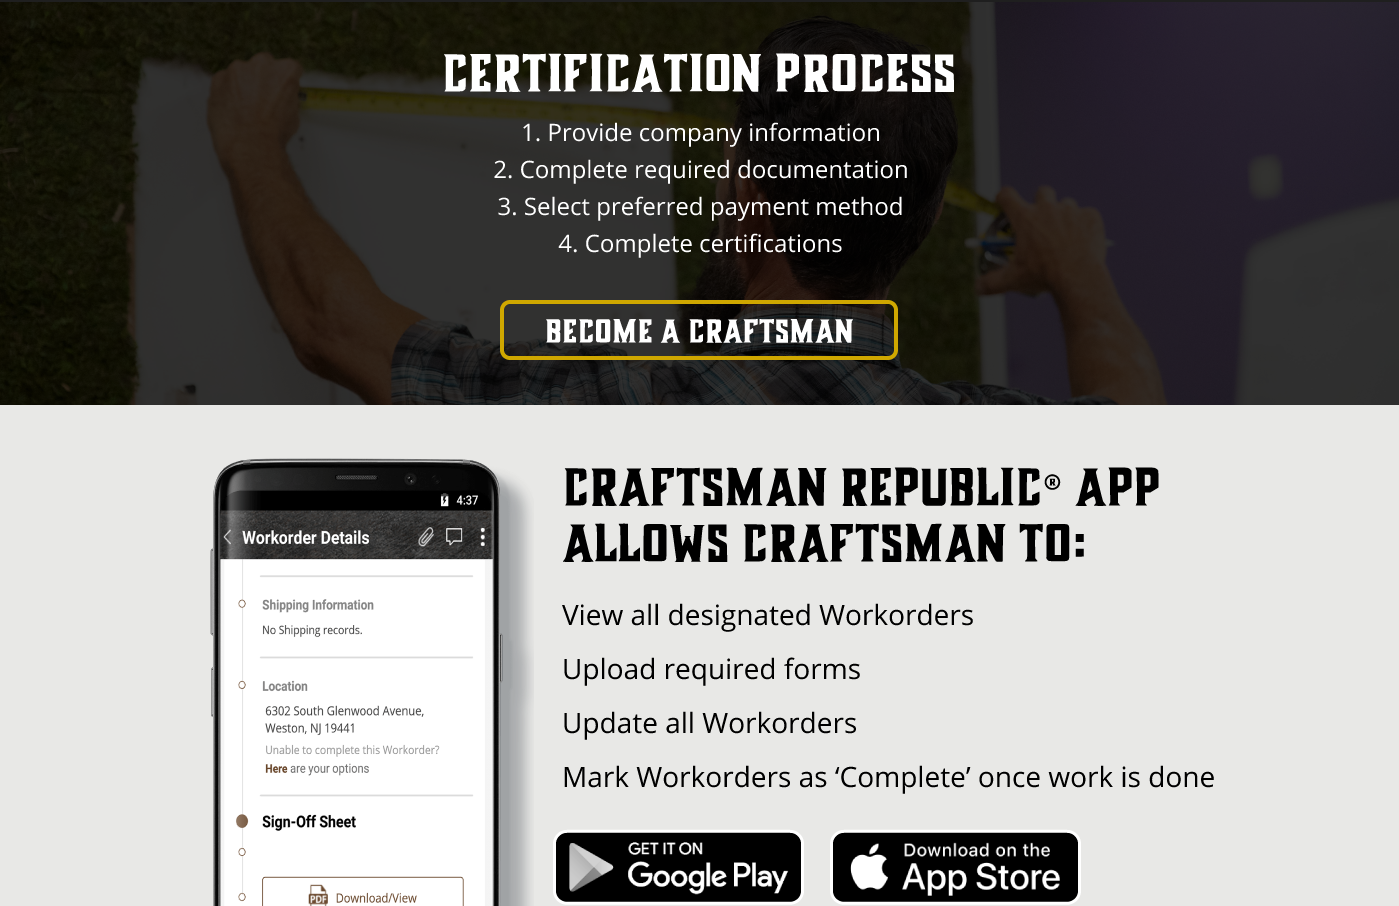 CERTIFICATION PROCESS
1. Provide company information
2. Complete required documentation
3. Select preferred payment method
4. Complete certifications
BECOME A CRAFTSMAN
CRAFTSMAN REPUBLIC® APP
ALLOWS CRAFTSMAN TO:
View all designated Workorders
Upload required forms
Update all Workorders
Mark Workorders as ‘Complete’ once work is done
GET IT ON
Google Play
Download on the
App Store
4:37
Workorder Details
Shipping Information
No Shipping records.
Location
6302 South Glenwood Avenue,
Weston, NJ 19441
Unable to complete this Workorder?
Here are your options
Sign-Off Sheet
PDF Download/View